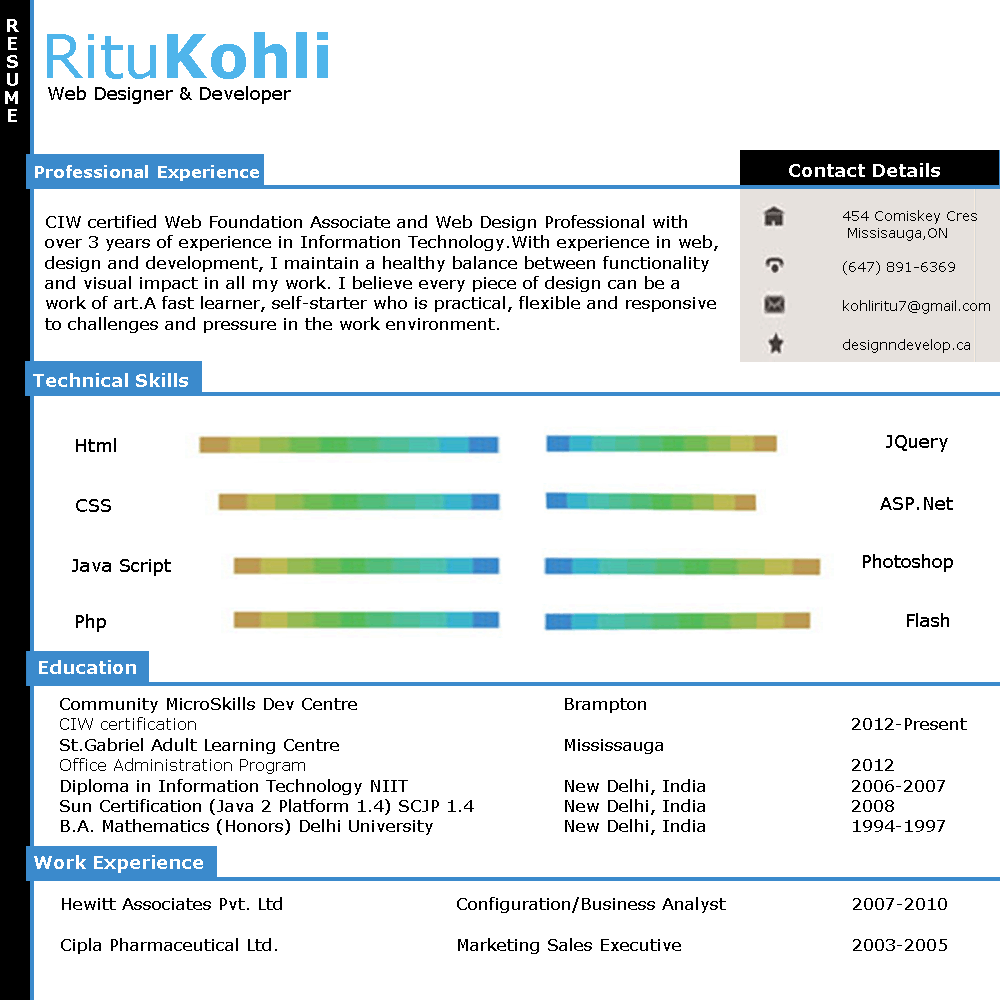 RESUME
RituKohli
Web Designer & Developer
Professional Experience
CIW certified Web Foundation Associate and Web Design Professional with
over 3 years of experience in Information Technology.With experience in web,
design and development, I maintain a healthy balance between functionality
and visual impact in all my work. I believe every piece of design can be a
work of art.A fast learner, self-starter who is practical, flexible and responsive
to challenges and pressure in the work environment.
Contact Details
454 Comiskey Cres
Missisauga,ON
(647) 891-6369
kohliritu7@gmail.com
designndevelop.ca
Technical Skills
Html JQuery
CSS ASP.Net
Java Script Photoshop
Php Flash
Education
Community MicroSkills Dev Centre Brampton
CIW certification 2012-Present
St.Gabriel Adult Learning Centre Mississauga
Office Administration Program 2012
Diploma in Information Technology NIIT New Delhi, India 2006-2007
Sun Certification (Java 2 Platform 1.4) SCJP 1.4 New Delhi, India 2008
B.A. Mathematics (Honors) Delhi University New Delhi, India 1994-1997
Work Experience
Hewitt Associates Pvt. Ltd Configuration/Business Analyst 2007-2010
Cipla Pharmaceutical Ltd. Marketing Sales Executive 2003-2005